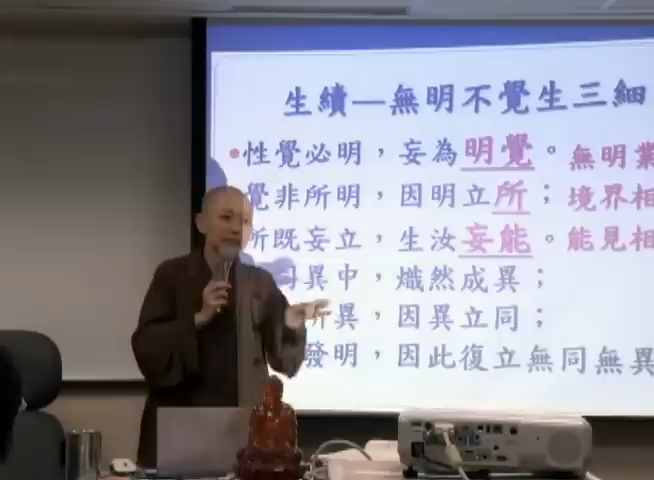 生續—無明不覺生三細
•性覺必明，妄為明覺。無明業
覺非所明，因明立所；境界相
所既妄立，生汝妄能。能見相
異中，熾然成異；
所異，因異立同；
發明，因此復立無同無異